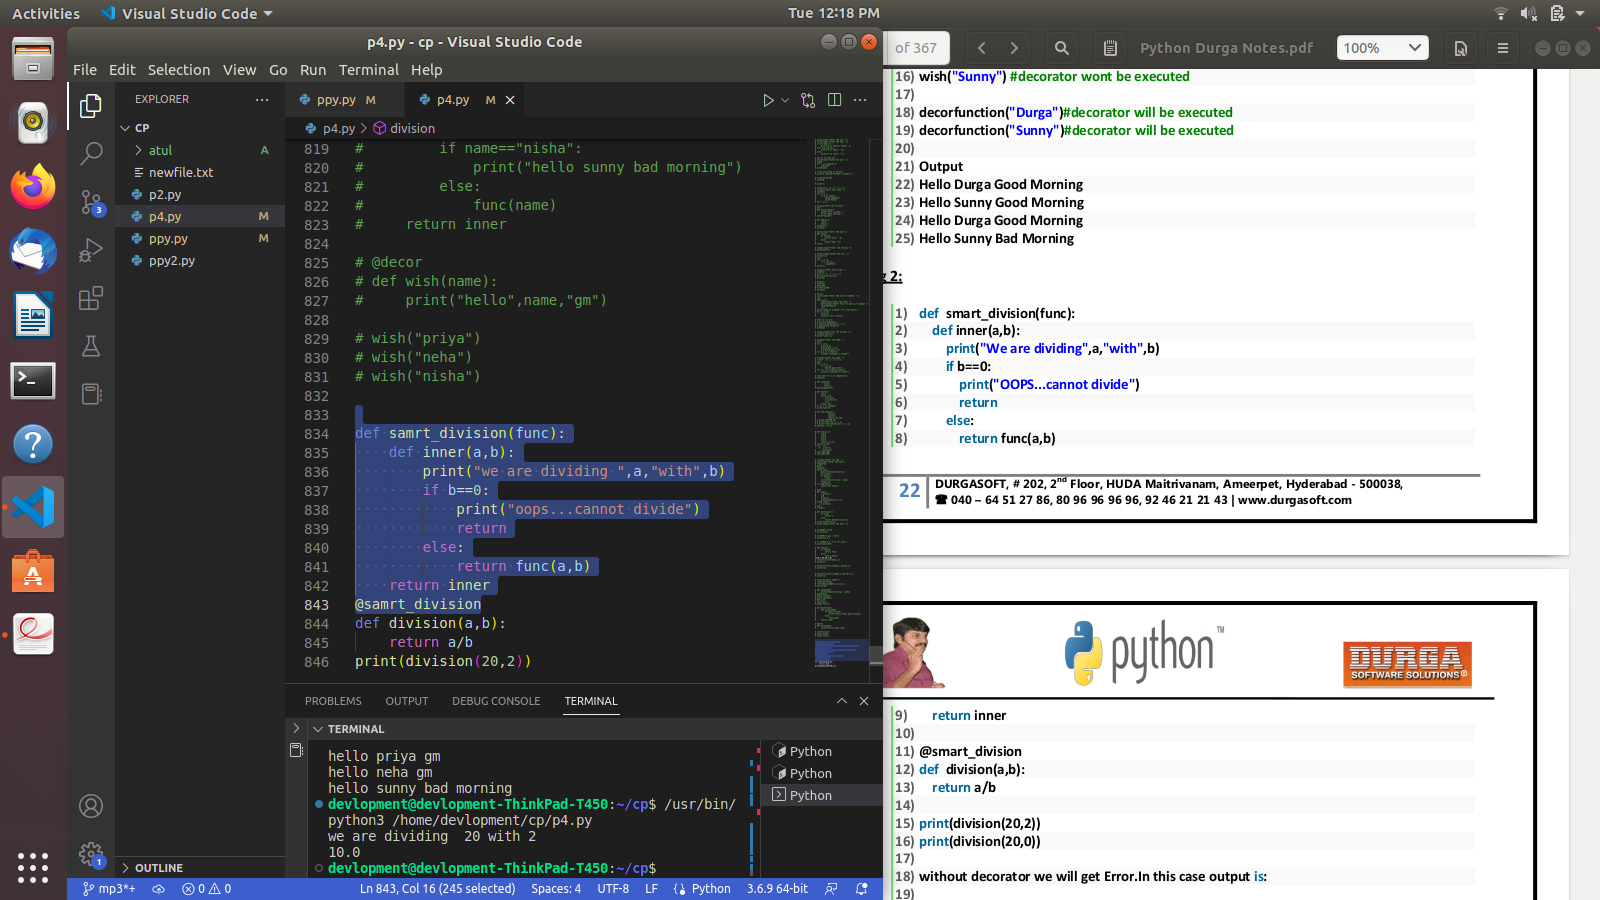 Activities
Visual Studio Code
Tue 12:18 PM
p4.py - cp - Visual Studio Code
File Edit Selection View Go Run Terminal Help
EXPLORER
CP
atul A
newfile.txt
p2.py
p4.py M
ppy.py M
ppy2.py
OUTLINE
3
1
ppy.py M
p4.py M
p4.py > division
819 # if name=="nisha":
820 # print("hello sunny bad morning")
821 # else:
822 # func(name)
823 # return inner
824
825 # @decor
826 # def wish(name):
827 # print("hello",name,"gm")
828
829 # wish("priya")
830 # wish("neha")
831 # wish("nisha")
832
833
834 def samrt_division(func):
835 def inner(a,b):
836 print("we are dividing ",a,"with",b)
837 if b==0:
838 print("oops...cannot divide")
839 return
840 else:
841 return func(a,b)
842 return inner
843 @samrt_division
844 def division(a,b):
845 return a/b
846 print(division(20,2))
PROBLEMS OUTPUT DEBUG CONSOLE TERMINAL
TERMINAL
hello priya gm
hello neha gm
hello sunny bad morning
devlopment@devlopment-ThinkPad-T450:~/cp$ /usr/bin/
python3 /home/devlopment/cp/p4.py
we are dividing  20 with 2
10.0
devlopment@devlopment-ThinkPad-T450:~/cp$
Python
Python
Python
mp3*+ 0 0 Ln 843, Col 16 (245 selected) Spaces: 4 UTF-8 LF Python 3.6.9 64-bit
of 367
Python Durga Notes.pdf
100%
16) wish("Sunny") #decorator wont be executed
17)
18) decorfunction("Durga")#decorator will be executed
19) decorfunction("Sunny")#decorator will be executed
20)
21) Output
22) Hello Durga Good Morning
23) Hello Sunny Good Morning
24) Hello Durga Good Morning
25) Hello Sunny Bad Morning
g 2:
1) def smart_division(func):
2) def inner(a,b):
3) print("We are dividing",a,"with",b)
4) if b==0:
5) print("OOPS...cannot divide")
6) return
7) else:
8) return func(a,b)
22
DURGASOFT, # 202, 2nd Floor, HUDA Maitrivanam, Ameerpet, Hyderabad - 500038,
☎ 040 – 64 51 27 86, 80 96 96 96 96, 92 46 21 21 43 | www.durgasoft.com
python™
DURGA
SOFTWARE SOLUTIONS®
9) return inner
10)
11) @smart_division
12) def division(a,b):
13) return a/b
14)
15) print(division(20,2))
16) print(division(20,0))
17)
18) without decorator we will get Error.In this case output is:
19)